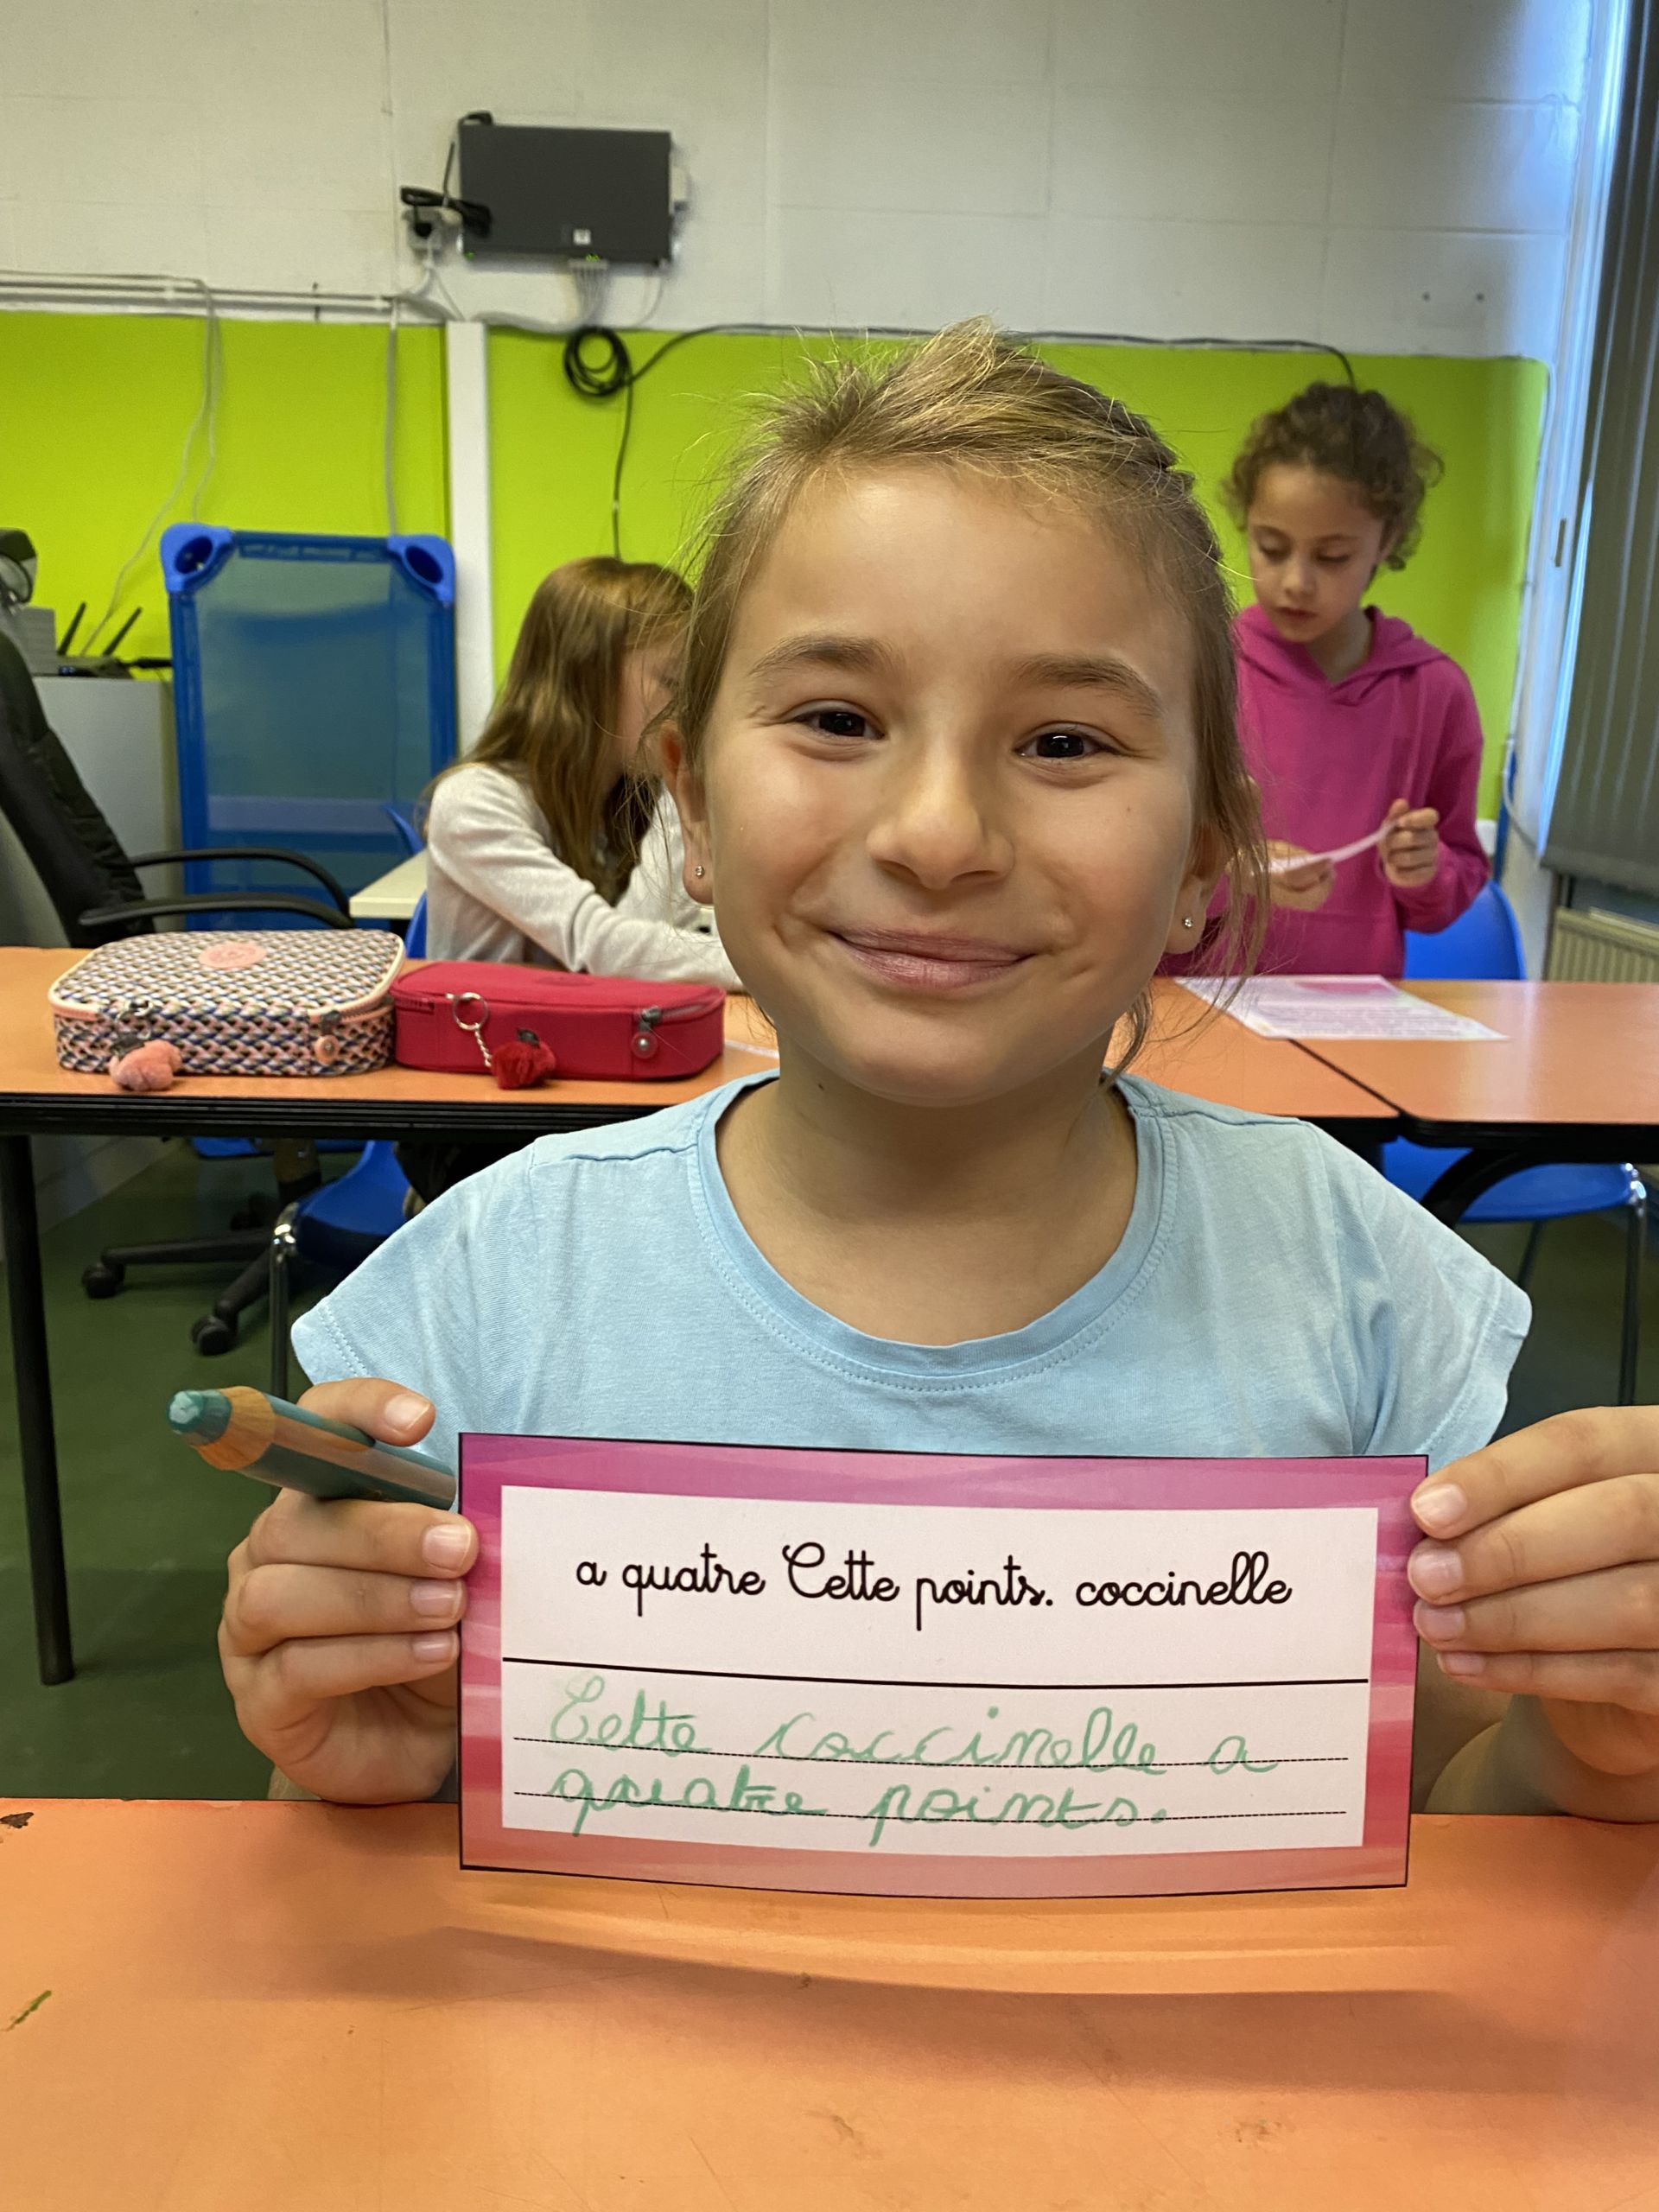 a quatre Cette points. coccinelle
Cette coccinelle a
quatre points.